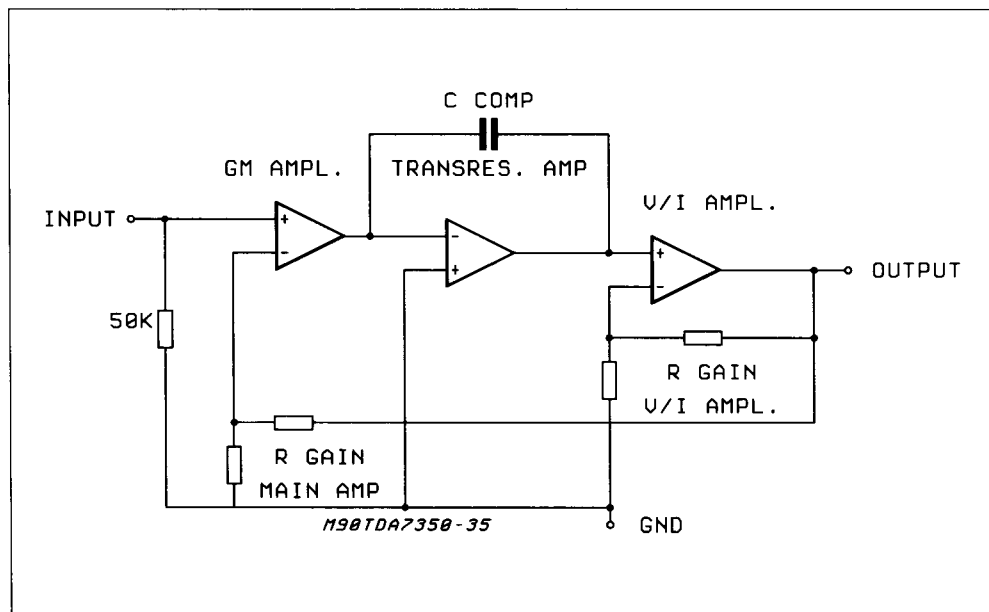 C COMP
GM AMPL.
TRANSRES. AMP
V/I AMPL.
INPUT
+
-
-
+
+
-
OUTPUT
50K
R GAIN
V/I AMPL.
R GAIN
MAIN AMP
M90TDA7350-35
GND